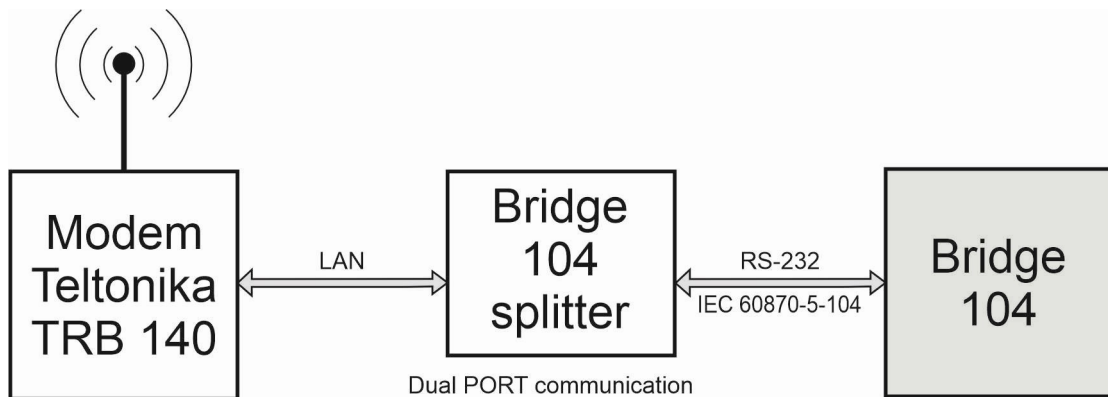 Modem
Teltonika
TRB 140
LAN
Bridge
104
splitter
Dual PORT communication
RS-232
IEC 60870-5-104
Bridge
104